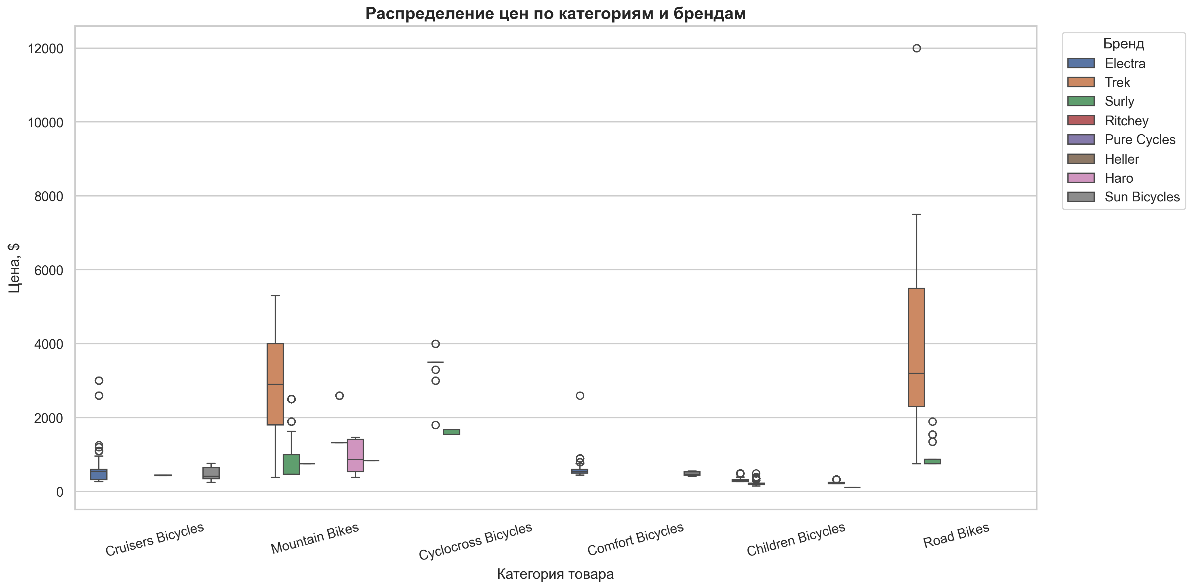 Распределение цен по категориям и брендам
Цена, $
12000
10000
8000
6000
4000
2000
0
Cruisers Bicycles
Mountain Bikes
Cyclocross Bicycles
Comfort Bicycles
Children Bicycles
Road Bikes
Категория товара
Бренд
Electra
Trek
Surly
Ritchey
Pure Cycles
Heller
Haro
Sun Bicycles